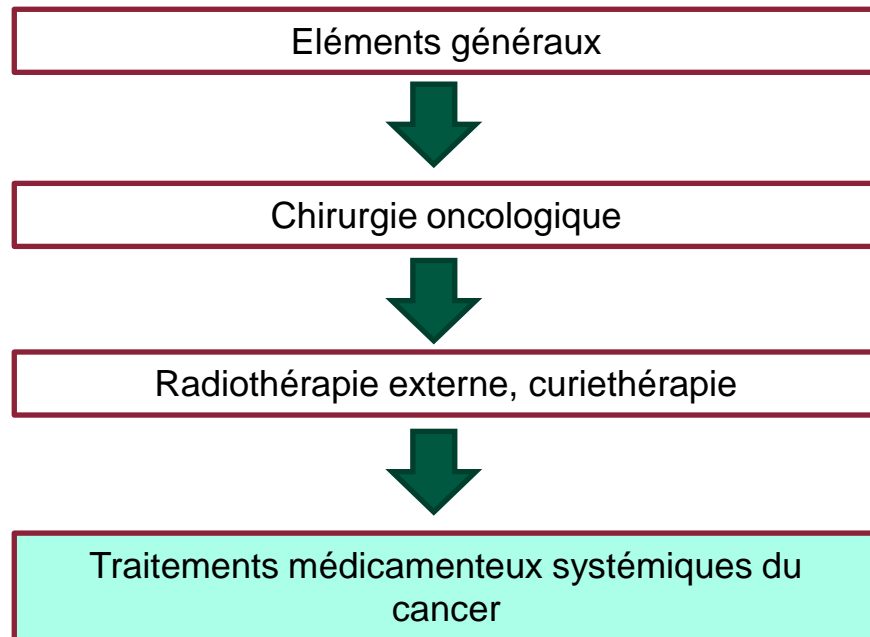 Eléments généraux
Chirurgie oncologique
Radiothérapie externe, curiethérapie
Traitements médicamenteux systémiques du
cancer